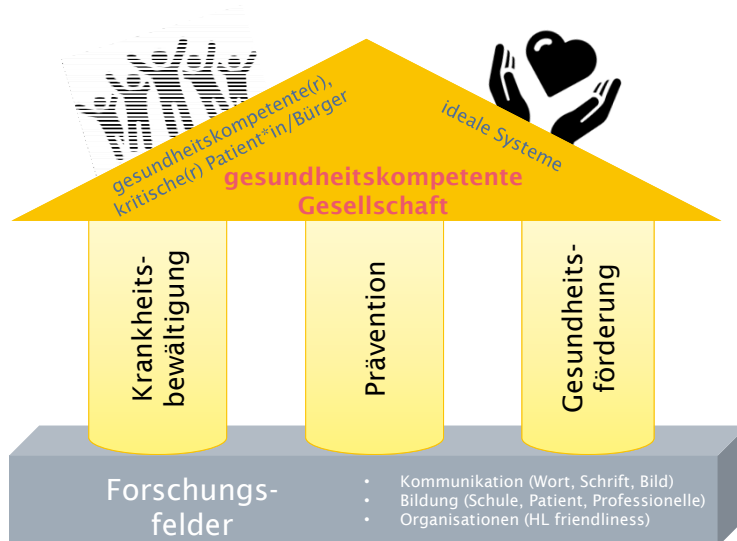 gesundheitskompetente(r),
kritische(r) Patient*in/Bürger
ideale Systeme
gesundheitskompetente
Gesellschaft
Krankheits-
bewältigung
Prävention
Gesundheits-
förderung
Forschungs-
felder
• Kommunikation (Wort, Schrift, Bild)
• Bildung (Schule, Patient, Professionelle)
• Organisationen (HL friendliness)